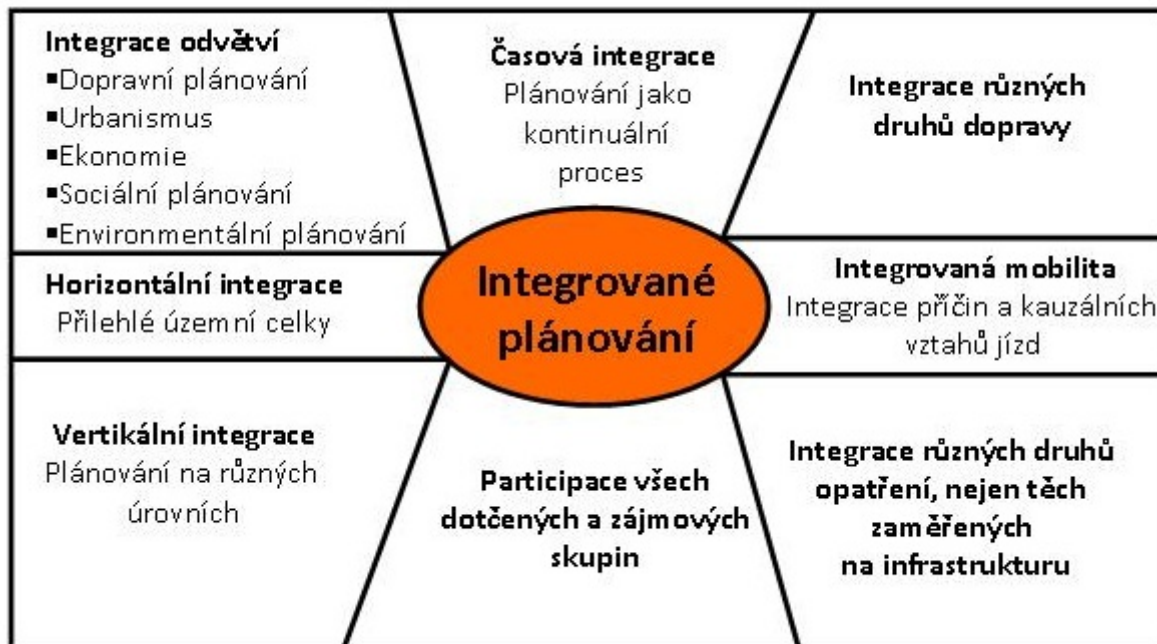 Integrace odvětví
▪Dopravní plánování
▪Urbanismus
▪Ekonomie
▪Sociální plánování
▪Environmentální plánování
Časová integrace
Plánování jako
kontinuální
proces
Integrace různých
druhů dopravy
Horizontální integrace
Přilehlé územní celky
Integrované
plánování
Integrovaná mobilita
Integrace příčin a kauzálních
vztahů jízd
Vertikální integrace
Plánování na různých
úrovních
Participace všech
dotčených a zájmových
skupin
Integrace různých druhů
opatření, nejen těch
zaměřených
na infrastrukturu